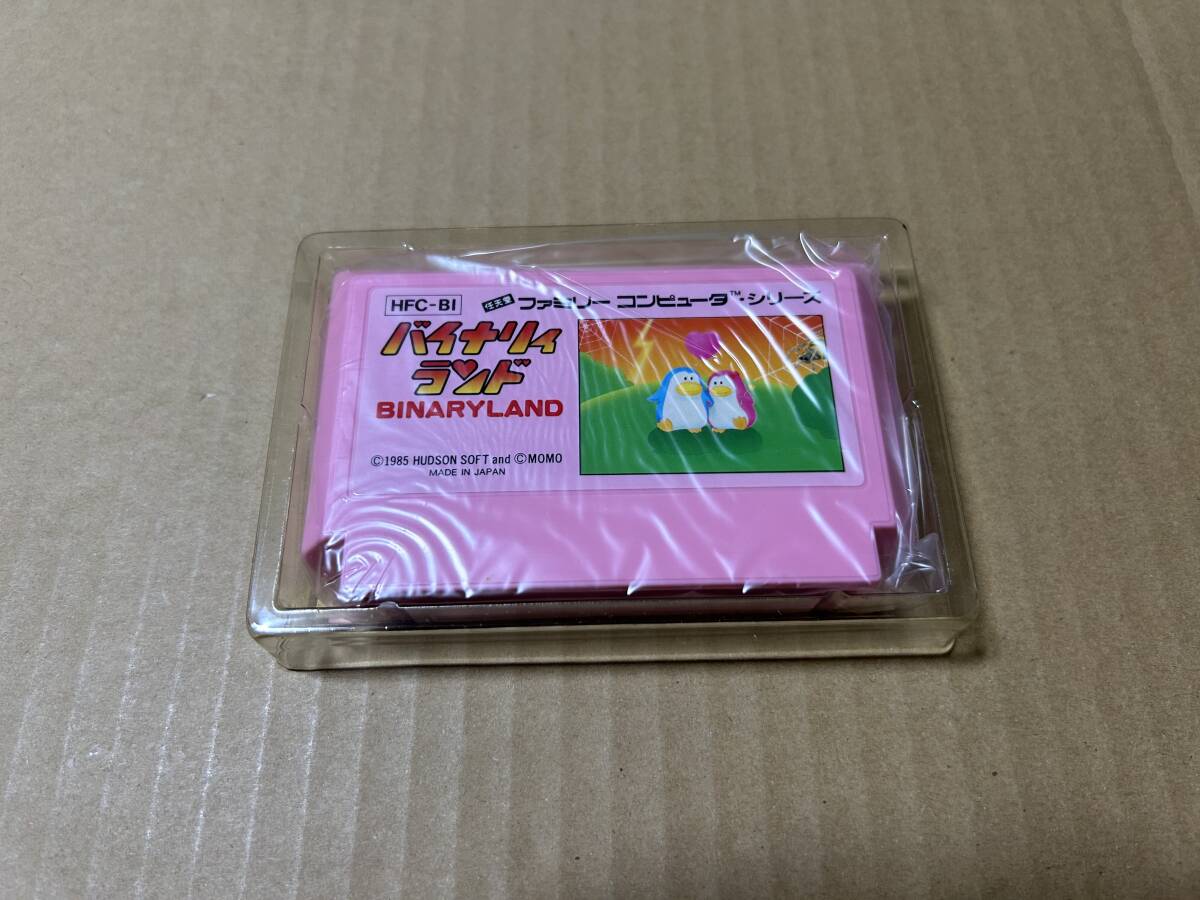 HFC-BI
任天堂 ファミリー コンピュータ™シリーズ
バイナリィ
ランド
BINARYLAND
©1985 HUDSON SOFT and ©MOMO
MADE IN JAPAN